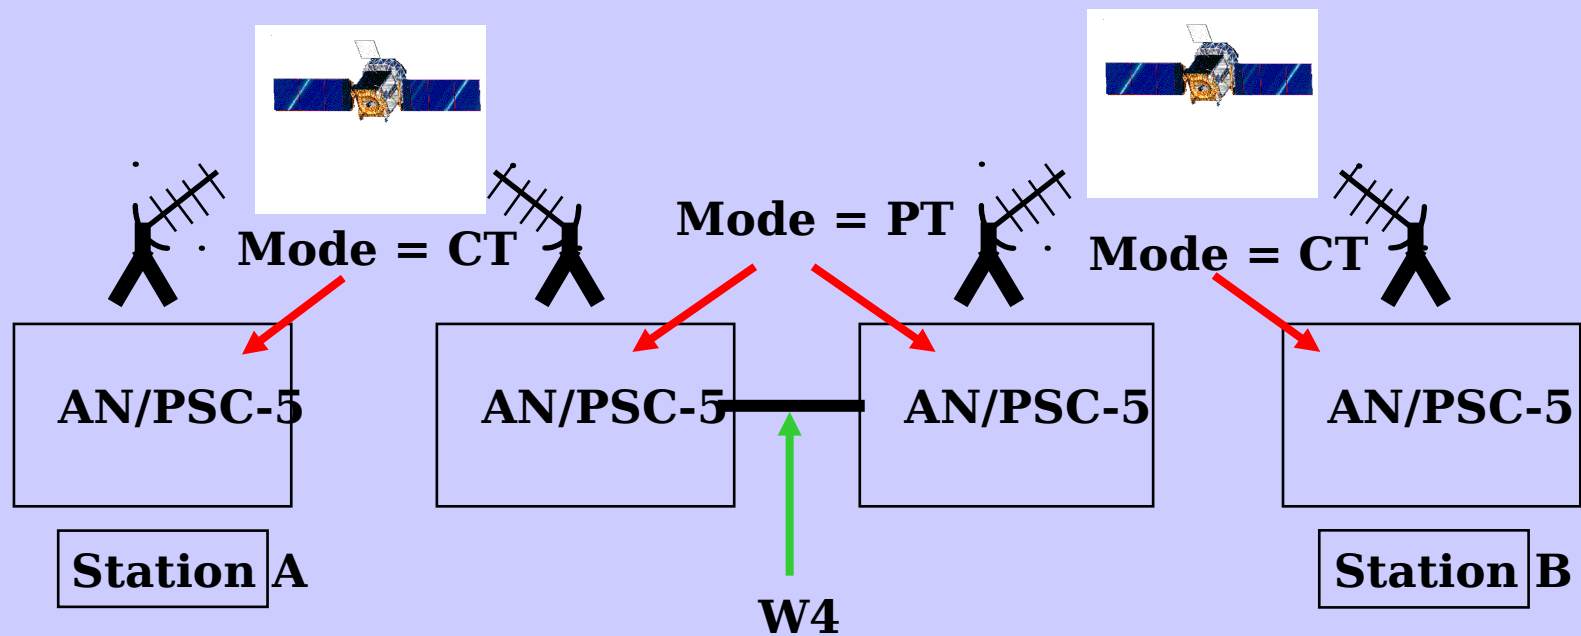 Mode = PT
Mode = CT
Mode = CT
AN/PSC-5
AN/PSC-5
AN/PSC-5
AN/PSC-5
Station A
Station B
W4